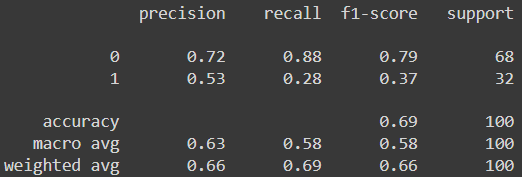 precision recall f1-score support
0 0.72 0.88 0.79 68
1 0.53 0.28 0.37 32
accuracy 0.69 100
macro avg 0.63 0.58 0.58 100
weighted avg 0.66 0.69 0.66 100